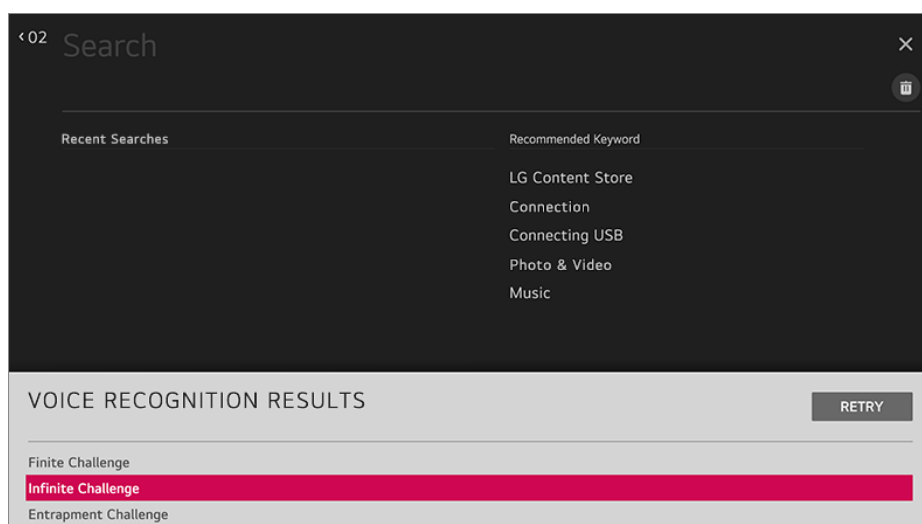 ‹02
Search
Recent Searches
Recommended Keyword
LG Content Store
Connection
Connecting USB
Photo & Video
Music
VOICE RECOGNITION RESULTS
RETRY
Finite Challenge
Infinite Challenge
Entrapment Challenge